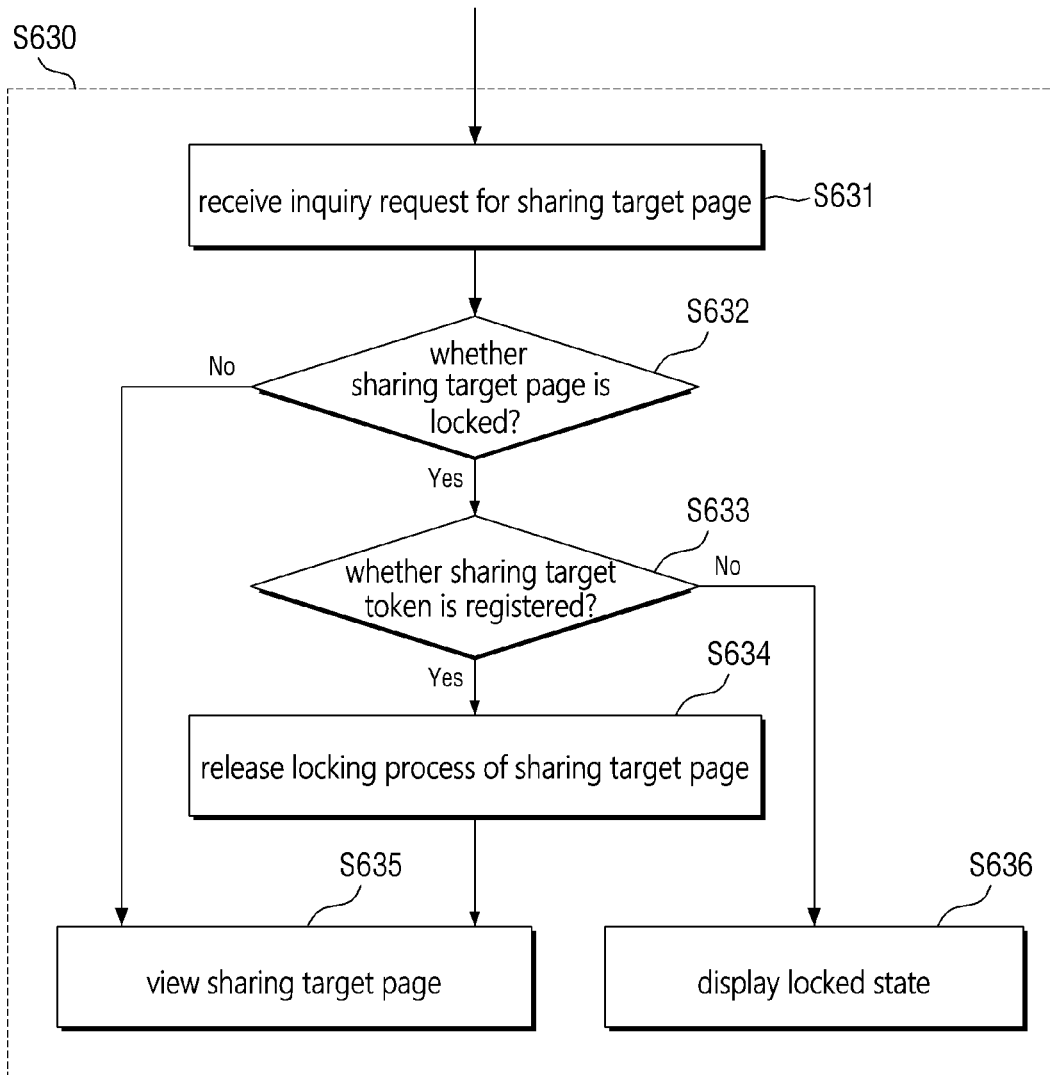 S630
receive inquiry request for sharing target page
S631
S632
No
whether
sharing target page is
locked?
Yes
S633
whether sharing target
token is registered?
No
Yes
S634
release locking process of sharing target page
S635
S636
view sharing target page
display locked state